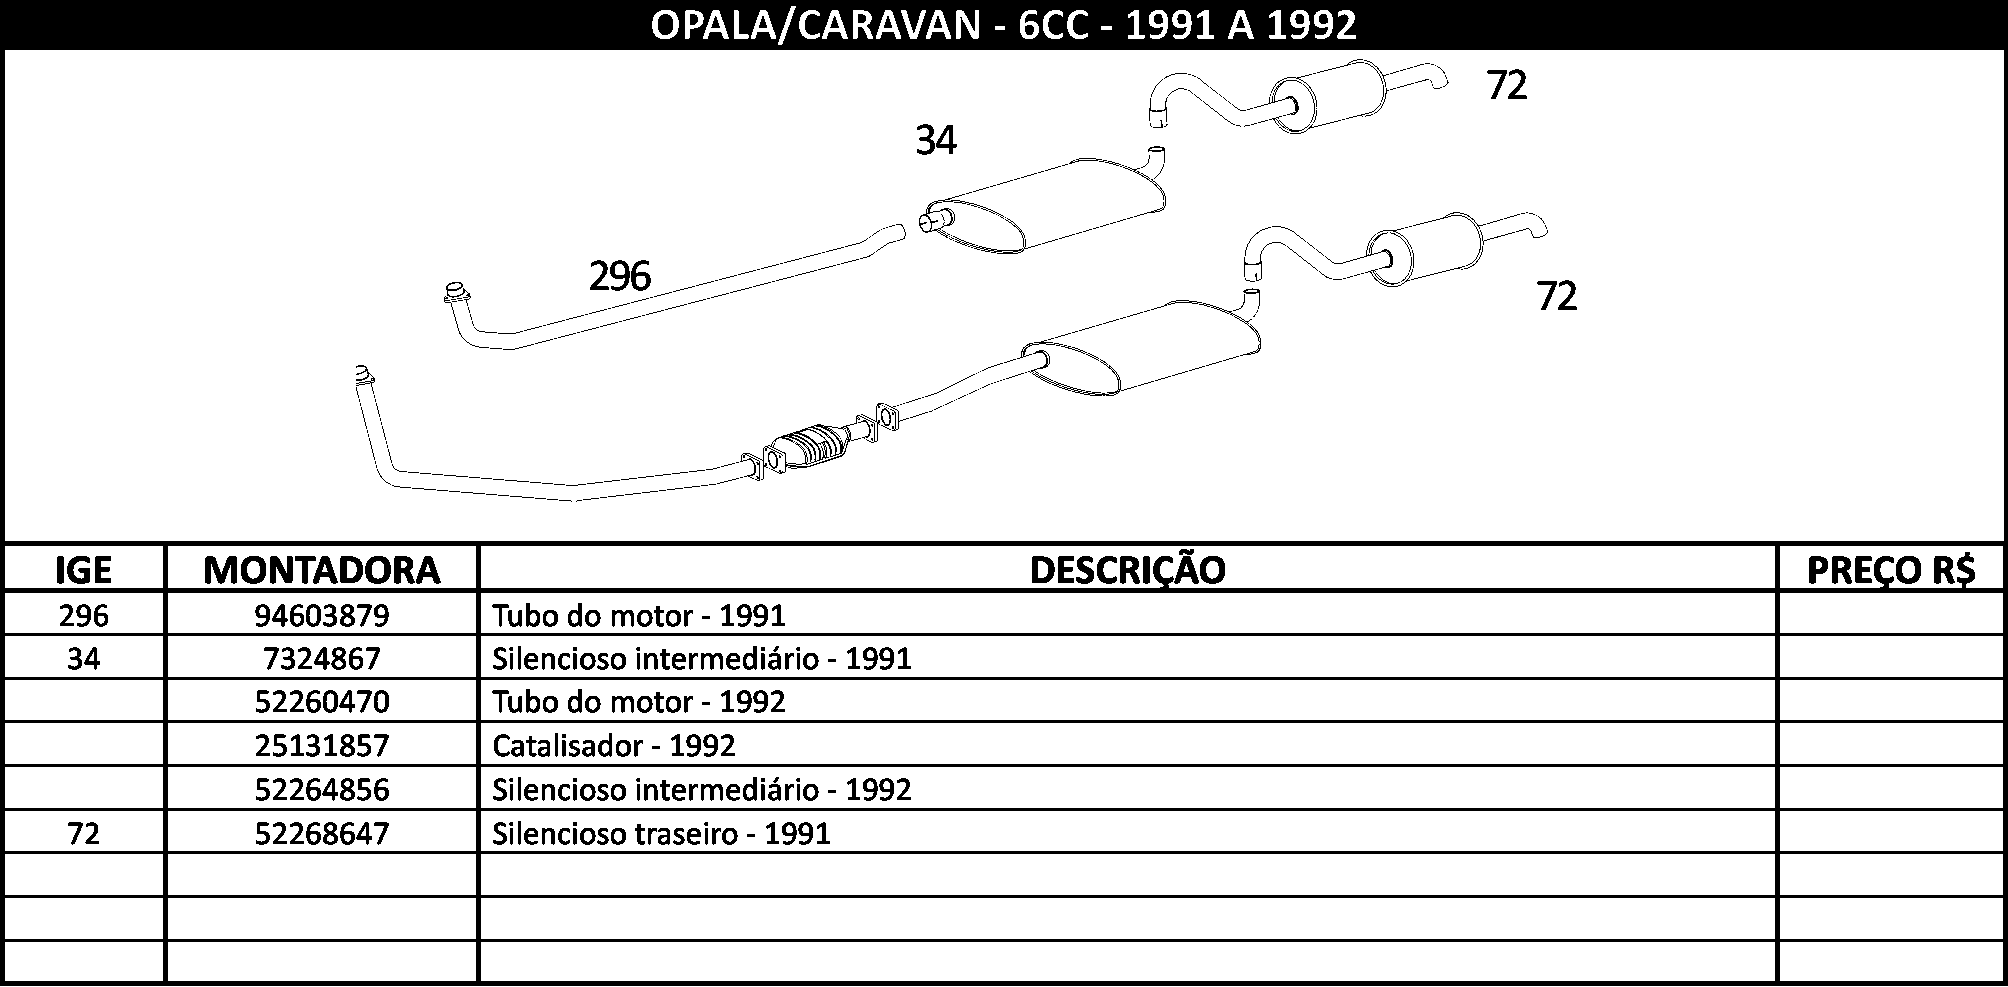 OPALA/CARAVAN - 6CC - 1991 A 1992
72
34
296
72
IGE MONTADORA DESCRIÇÃO PREÇO R$
296 94603879 Tubo do motor - 1991
34 7324867 Silencioso intermediário - 1991
52260470 Tubo do motor - 1992
25131857 Catalisador - 1992
52264856 Silencioso intermediário - 1992
72 52268647 Silencioso traseiro - 1991